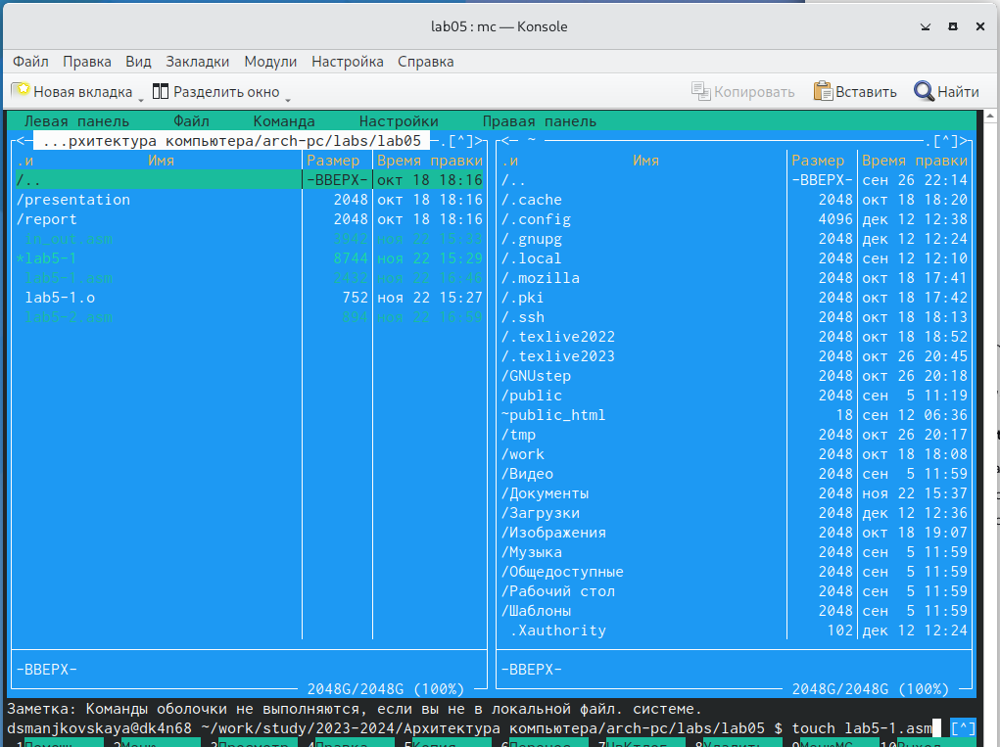 lab05 : mc — Konsole
Файл Правка Вид Закладки Модули Настройка Справка
Новая вкладка Разделить окно Копировать Вставить Найти
Левая панель Файл Команда Настройки Правая панель
<— ...рхитектура компьютера/arch-pc/labs/lab05 —.[^]>
.и Имя Размер Время правки
/.. -ВВЕРХ- окт 18 18:16
/presentation 2048 окт 18 18:16
/report 2048 окт 18 18:16
in_out.asm 3942 ноя 22 15:33
*lab5-1 8744 ноя 22 15:29
lab5-1.asm 2432 ноя 22 16:46
lab5-1.o 752 ноя 22 15:27
lab5-2.asm 894 ноя 22 16:59
-ВВЕРХ-
2048G/2048G (100%)
<— ~ —.[^]>
.и Имя Размер Время правки
/.. -ВВЕРХ- сен 26 22:14
/.cache 2048 окт 18 18:20
/.config 4096 дек 12 12:38
/.gnupg 2048 дек 12 12:24
/.local 2048 сен 12 12:10
/.mozilla 2048 окт 18 17:41
/.pki 2048 окт 18 17:42
/.ssh 2048 окт 18 18:13
/.texlive2022 2048 окт 18 18:52
/.texlive2023 2048 окт 26 20:45
/GNUstep 2048 окт 26 20:18
/public 2048 сен 5 11:19
~public_html 18 сен 12 06:36
/tmp 2048 окт 26 20:17
/work 2048 окт 18 18:08
/Видео 2048 сен 5 11:59
/Документы 2048 ноя 22 15:37
/Загрузки 2048 дек 12 12:36
/Изображения 2048 окт 18 19:07
/Музыка 2048 сен 5 11:59
/Общедоступные 2048 сен 5 11:59
/Рабочий стол 2048 сен 5 11:59
/Шаблоны 2048 сен 5 11:59
.Xauthority 102 дек 12 12:24
-ВВЕРХ-
2048G/2048G (100%)
Заметка: Команды оболочки не выполняются, если вы не в локальной файл. системе.
dsmanjkovskaya@dk4n68 ~/work/study/2023-2024/Архитектура компьютера/arch-pc/labs/lab05 $ touch lab5-1.asm [^]
1Помощь 2Меню 3Просмотр 4Правка 5Копия 6Перенос 7НвКтлог 8Удалить 9МенюMC 10Выход